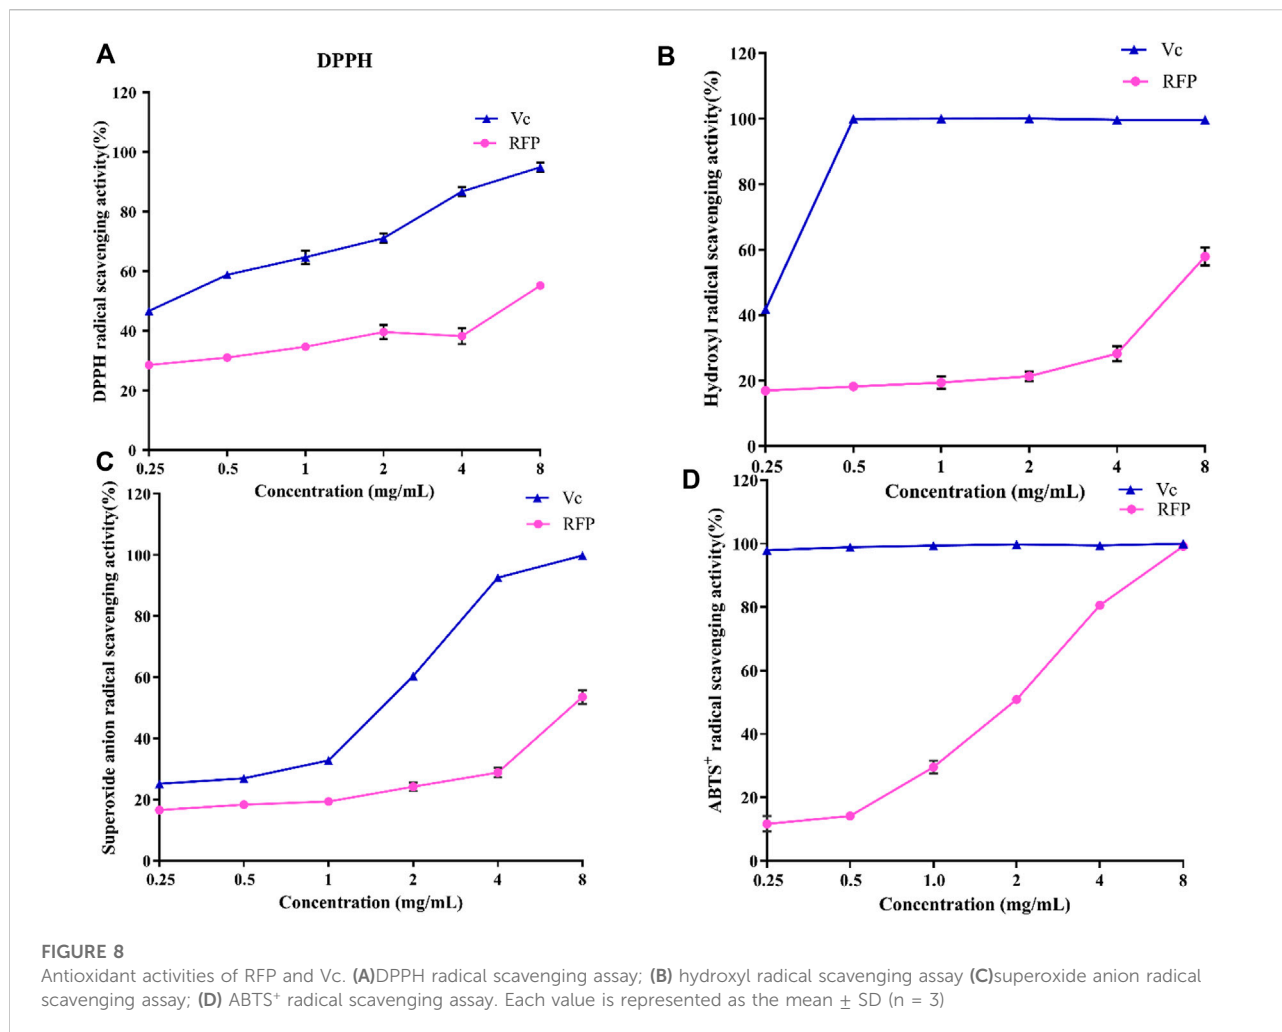 A
DPPH
120
100
80
60
40
20
0
DPPH radical scavenging activity(%)
Vc
RFP
0.25 0.5 1 2 4 8
Concentration (mg/mL)
B
120
100
80
60
40
20
0
Hydroxyl radical scavenging activity(%)
Vc
RFP
0.25 0.5 1 2 4 8
Concentration (mg/mL)
C
120
100
80
60
40
20
0
Superoxide anion radical scavenging activity(%)
Vc
RFP
0.25 0.5 1 2 4 8
Concentration (mg/mL)
D
120
100
80
60
40
20
0
ABTS⁺ radical scavenging activity(%)
Vc
RFP
0.25 0.5 1.0 2 4 8
Concentration (mg/mL)
FIGURE 8
Antioxidant activities of RFP and Vc. (A)DPPH radical scavenging assay; (B) hydroxyl radical scavenging assay (C)superoxide anion radical
scavenging assay; (D) ABTS⁺ radical scavenging assay. Each value is represented as the mean ± SD (n = 3)